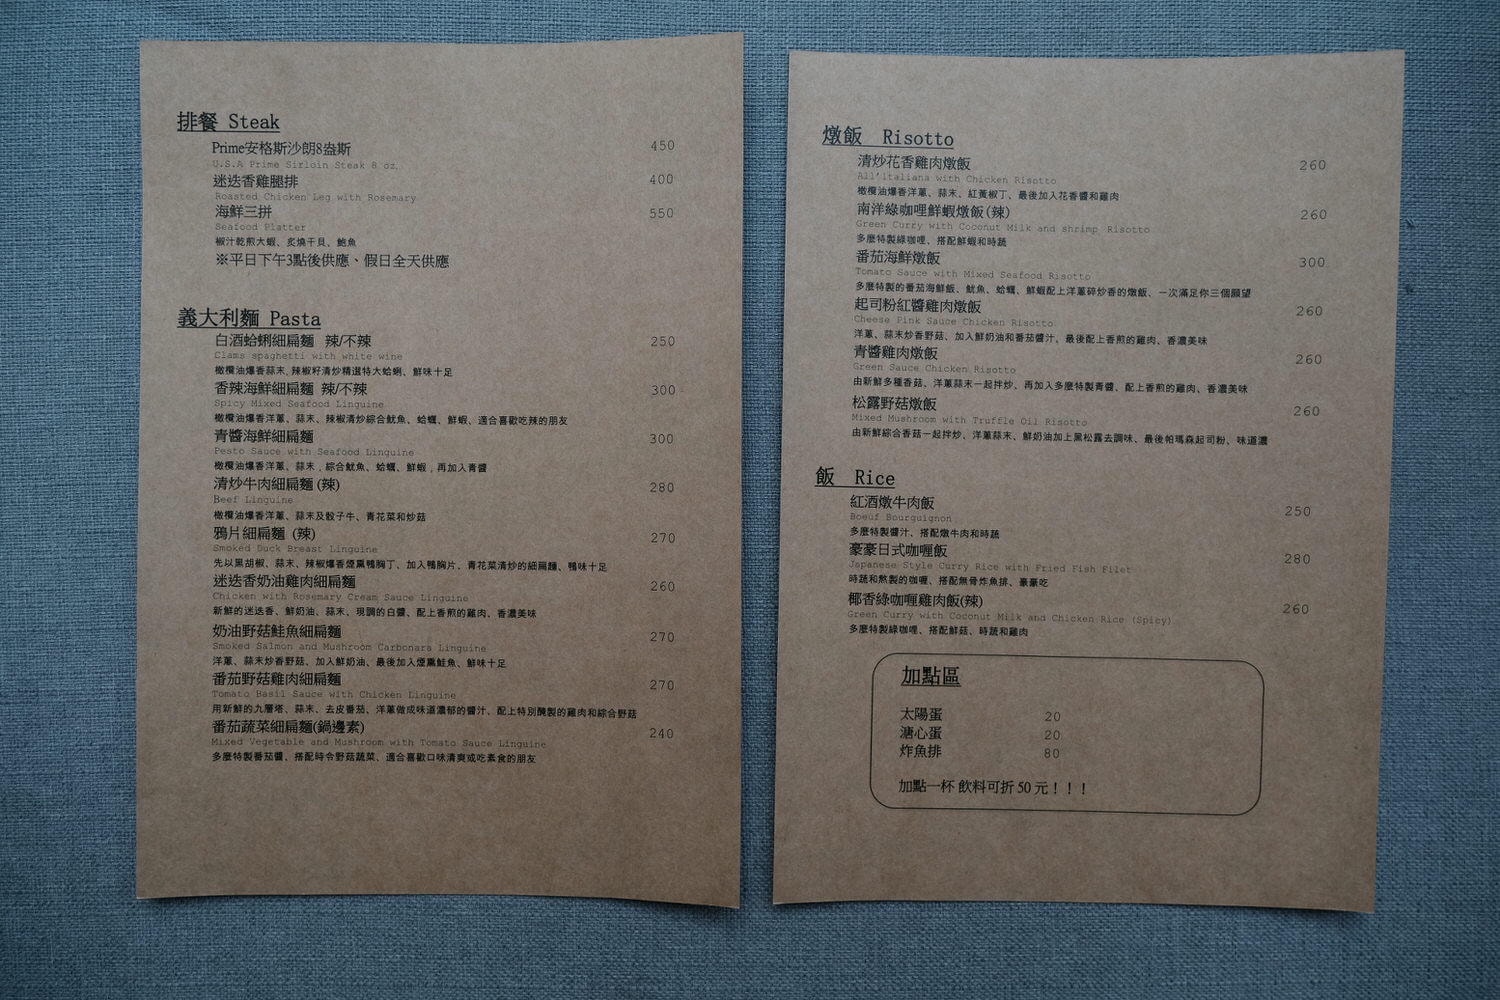 排餐 Steak
Prime安格斯沙朗8盎斯 450
U.S.A Prime Sirloin Steak 8 oz.
迷迭香雞腿排 400
Roasted Chicken Leg with Rosemary
海鮮三拼 550
Seafood Platter
椒汁乾煎大蝦、炙燒干貝、鮑魚
※平日下午3點後供應、假日全天供應
義大利麵 Pasta
白酒蛤蜊細扁麵 辣/不辣 250
Clams spaghetti with white wine
橄欖油爆香洋蔥、蒜末、辣椒籽清炒精選特大蛤蜊、鮮味十足
香辣海鮮細扁麵 辣/不辣 300
Spicy Mixed Seafood Linguine
橄欖油爆香洋蔥、蒜末、辣椒清炒綜合魷魚、蛤蠣、鮮蝦、適合喜歡吃辣的朋友
青醬海鮮細扁麵 300
Pesto Sauce with Seafood Linguine
橄欖油爆香洋蔥、蒜末，綜合魷魚、蛤蠣、鮮蝦，再加入青醬
清炒牛肉細扁麵 (辣) 280
Beef Linguine
橄欖油爆香洋蔥、蒜末及骰子牛、青花菜和炒菇
鴉片細扁麵 (辣) 270
Smoked Duck Breast Linguine
先以黑胡椒、蒜末、辣椒爆香煙熏鴨胸丁、加入鴨胸片、青花菜清炒的細扁麵、鴨味十足
迷迭香奶油雞肉細扁麵 260
Chicken with Rosemary Cream Sauce Linguine
新鮮的迷迭香、鮮奶油、蒜末、現調的白醬、配上香煎的雞肉、香濃美味
奶油野菇鮭魚細扁麵 270
Smoked Salmon and Mushroom Carbonara Linguine
洋蔥、蒜末炒香野菇、加入鮮奶油、最後加入煙熏鮭魚、鮮味十足
番茄野菇雞肉細扁麵 270
Tomato Basil Sauce with Chicken Linguine
用新鮮的九層塔、蒜末、去皮番茄、洋蔥做成味道濃郁的醬汁、配上特別醃製的雞肉和綜合野菇
番茄蔬菜細扁麵(鍋邊素) 240
Mixed Vegetable and Mushroom with Tomato Sauce Linguine
多麼特製番茄醬、搭配時令野菇蔬菜、適合喜歡口味清爽或吃素食的朋友
燉飯 Risotto
清炒花香雞肉燉飯 260
All'italiana with Chicken Risotto
橄欖油爆香洋蔥、蒜末、紅黃椒丁、最後加入花香醬和雞肉
南洋綠咖哩鮮蝦燉飯(辣) 260
Green Curry with Coconut Milk and shrimp Risotto
多麼特製綠咖哩、搭配鮮蝦和時蔬
番茄海鮮燉飯 300
Tomato Sauce with Mixed Seafood Risotto
多麼特製的番茄海鮮飯、魷魚、蛤蠣、鮮蝦配上洋蔥碎炒香的燉飯、一次滿足你三個願望
起司粉紅醬雞肉燉飯 260
Cheese Pink Sauce Chicken Risotto
洋蔥、蒜末炒香野菇、加入鮮奶油和番茄醬汁、最後配上香煎的雞肉、香濃美味
青醬雞肉燉飯 260
Green Sauce Chicken Risotto
由新鮮多種香菇、洋蔥蒜末一起拌炒、再加入多麼特製青醬、配上香煎的雞肉、香濃美味
松露野菇燉飯 260
Mixed Mushroom with Truffle Oil Risotto
由新鮮綜合香菇一起拌炒、洋蔥蒜末、鮮奶油加上黑松露去調味、最後帕瑪森起司粉、味道濃
飯 Rice
紅酒燉牛肉飯 250
Boeuf Bourguignon
多麼特製醬汁、搭配燉牛肉和時蔬
豪豪日式咖喱飯 280
Japanese Style Curry Rice with Fried Fish Filet
時蔬和熬製的咖喱、搭配無骨炸魚排、豪豪吃
椰香綠咖喱雞肉飯(辣) 260
Green Curry with Coconut Milk and Chicken Rice (Spicy)
多麼特製綠咖哩、搭配鮮菇、時蔬和雞肉
加點區
太陽蛋 20
溏心蛋 20
炸魚排 80
加點一杯 飲料可折 50 元！！！